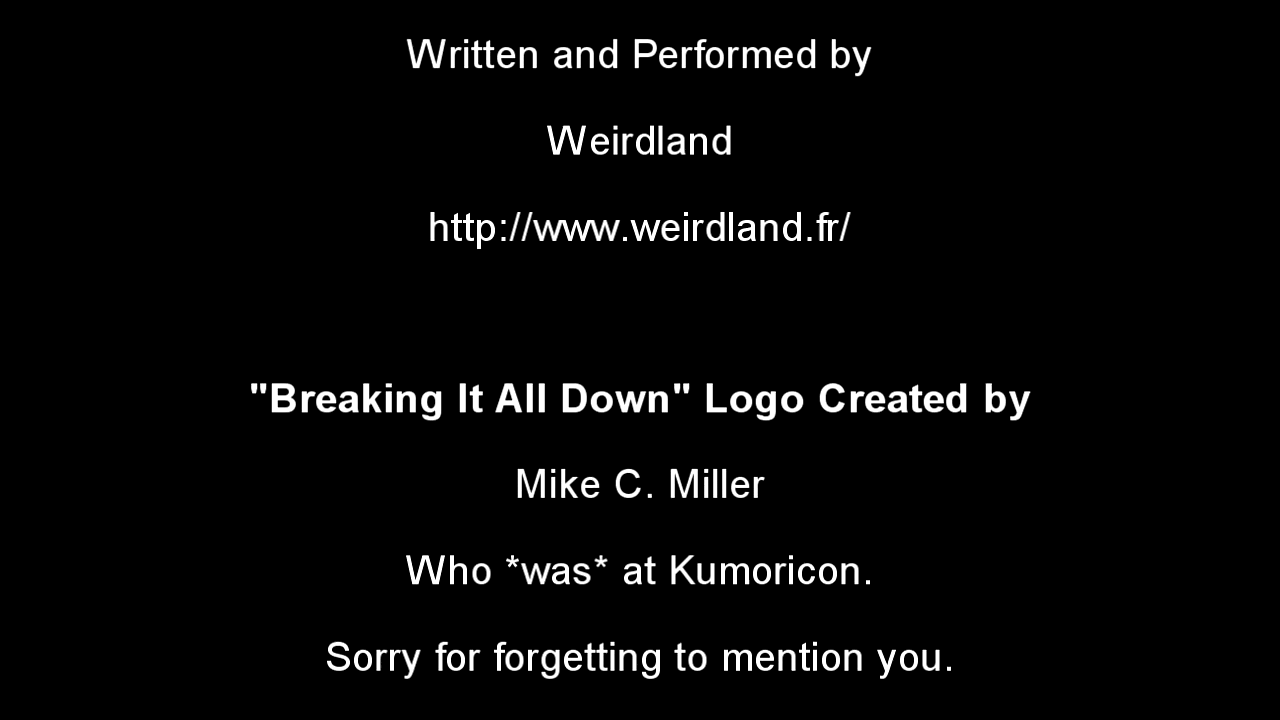 Written and Performed by
Weirdland
http://www.weirdland.fr/
"Breaking It All Down" Logo Created by
Mike C. Miller
Who *was* at Kumoricon.
Sorry for forgetting to mention you.